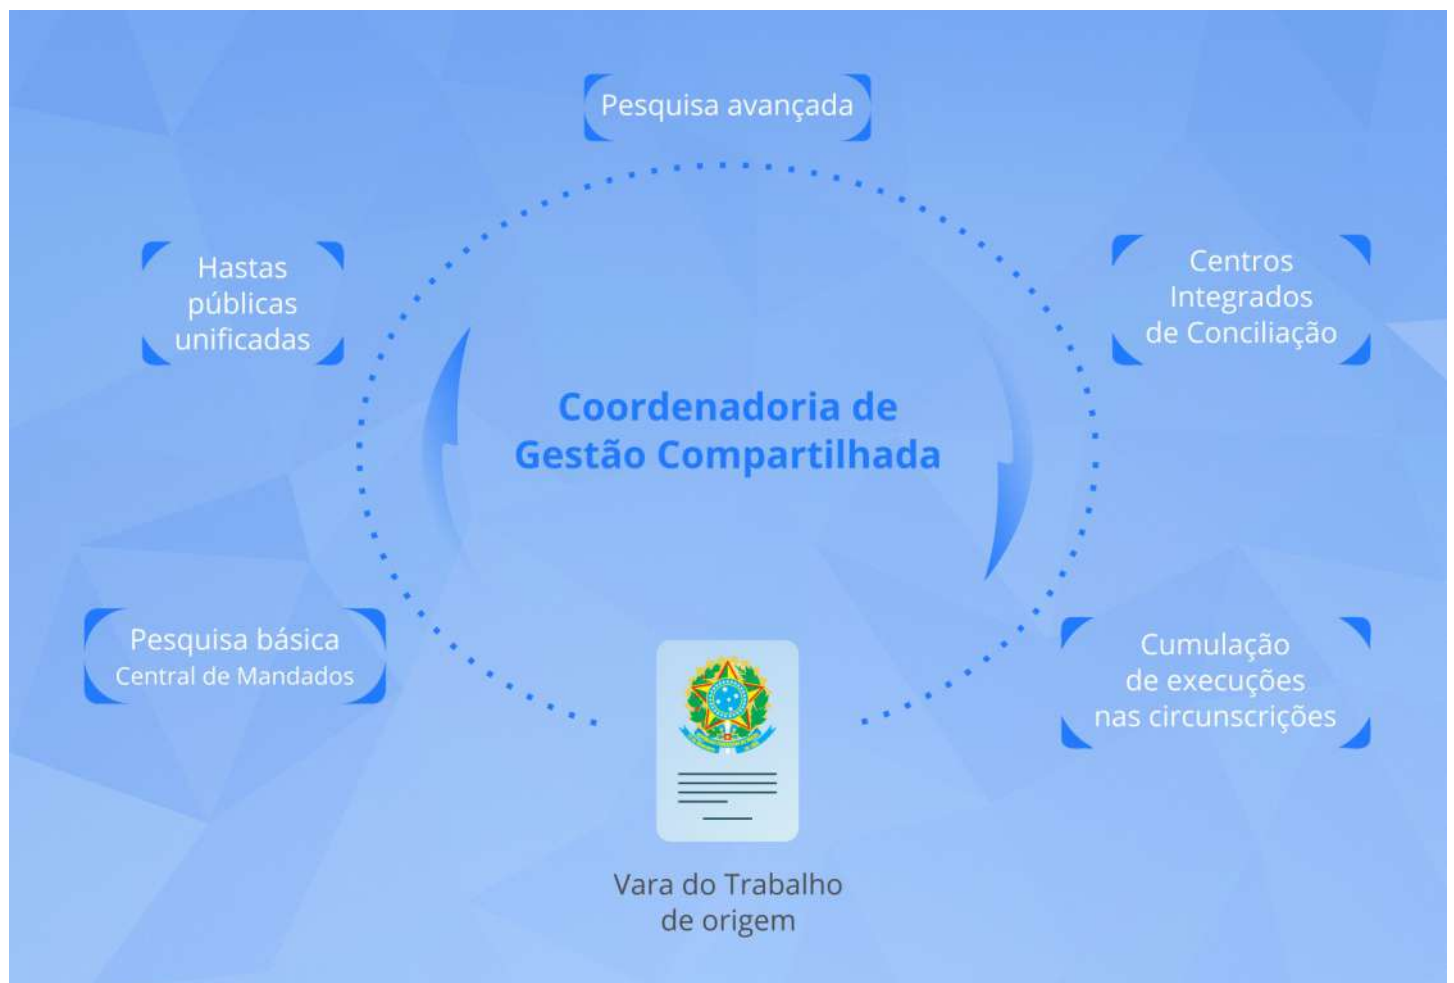 Pesquisa avançada
Hastas
públicas
unificadas
Centros
Integrados
de Conciliação
Coordenadoria de
Gestão Compartilhada
Pesquisa básica
Central de Mandados
Cumulação
de execuções
nas circunscrições
Vara do Trabalho
de origem